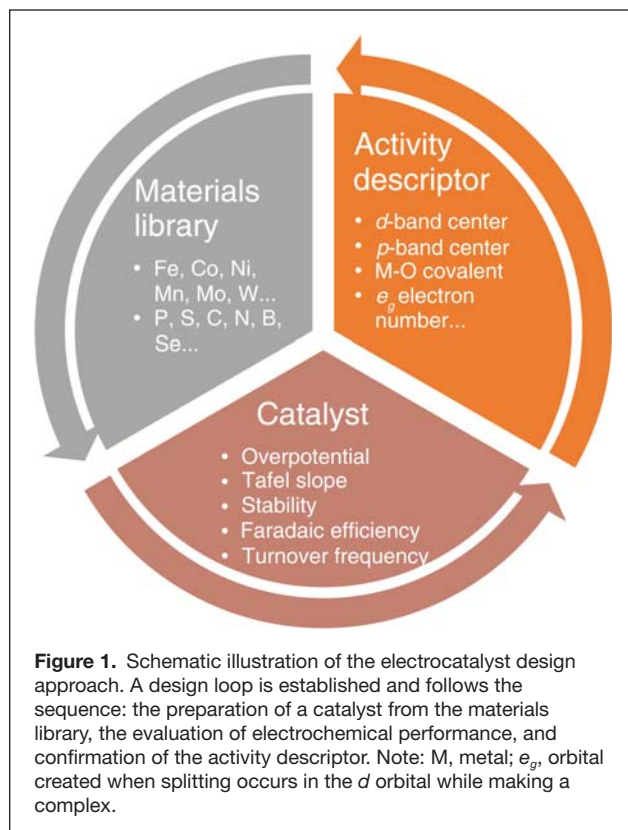 Materials
library
• Fe, Co, Ni,
Mn, Mo, W...
• P, S, C, N, B,
Se...
Activity
descriptor
• d-band center
• p-band center
• M-O covalent
• eg electron
number...
Catalyst
• Overpotential
• Tafel slope
• Stability
• Faradaic efficiency
• Turnover frequency
Figure 1. Schematic illustration of the electrocatalyst design
approach. A design loop is established and follows the
sequence: the preparation of a catalyst from the materials
library, the evaluation of electrochemical performance, and
confirmation of the activity descriptor. Note: M, metal; eg, orbital
created when splitting occurs in the d orbital while making a
complex.